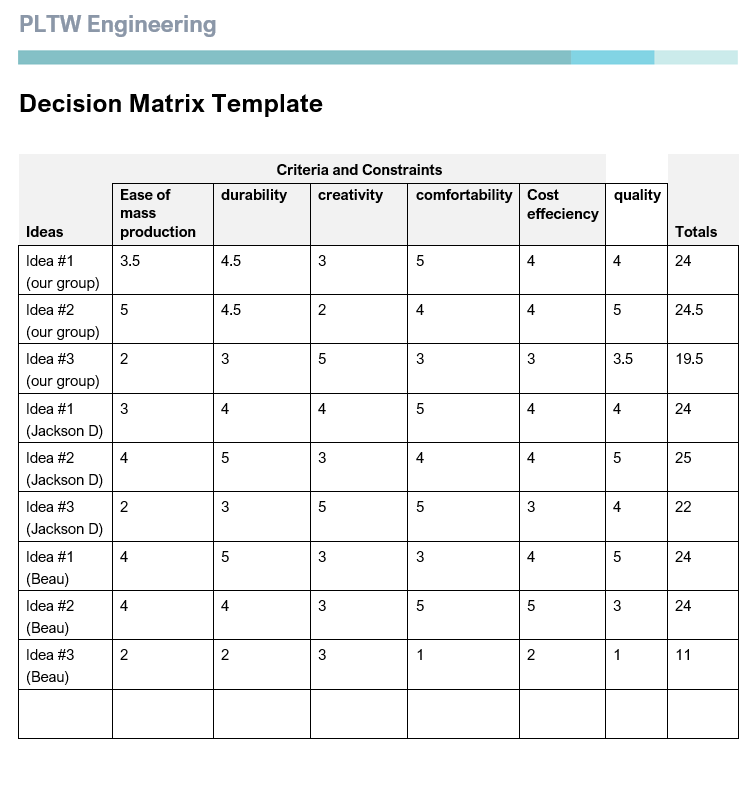 PLTW Engineering
Decision Matrix Template
Criteria and Constraints
Ideas Ease of mass production durability creativity comfortability Cost effeciency quality Totals
Idea #1 (our group) 3.5 4.5 3 5 4 4 24
Idea #2 (our group) 5 4.5 2 4 4 5 24.5
Idea #3 (our group) 2 3 5 3 3 3.5 19.5
Idea #1 (Jackson D) 3 4 4 5 4 4 24
Idea #2 (Jackson D) 4 5 3 4 4 5 25
Idea #3 (Jackson D) 2 3 5 5 3 4 22
Idea #1 (Beau) 4 5 3 3 4 5 24
Idea #2 (Beau) 4 4 3 5 5 3 24
Idea #3 (Beau) 2 2 3 1 2 1 11